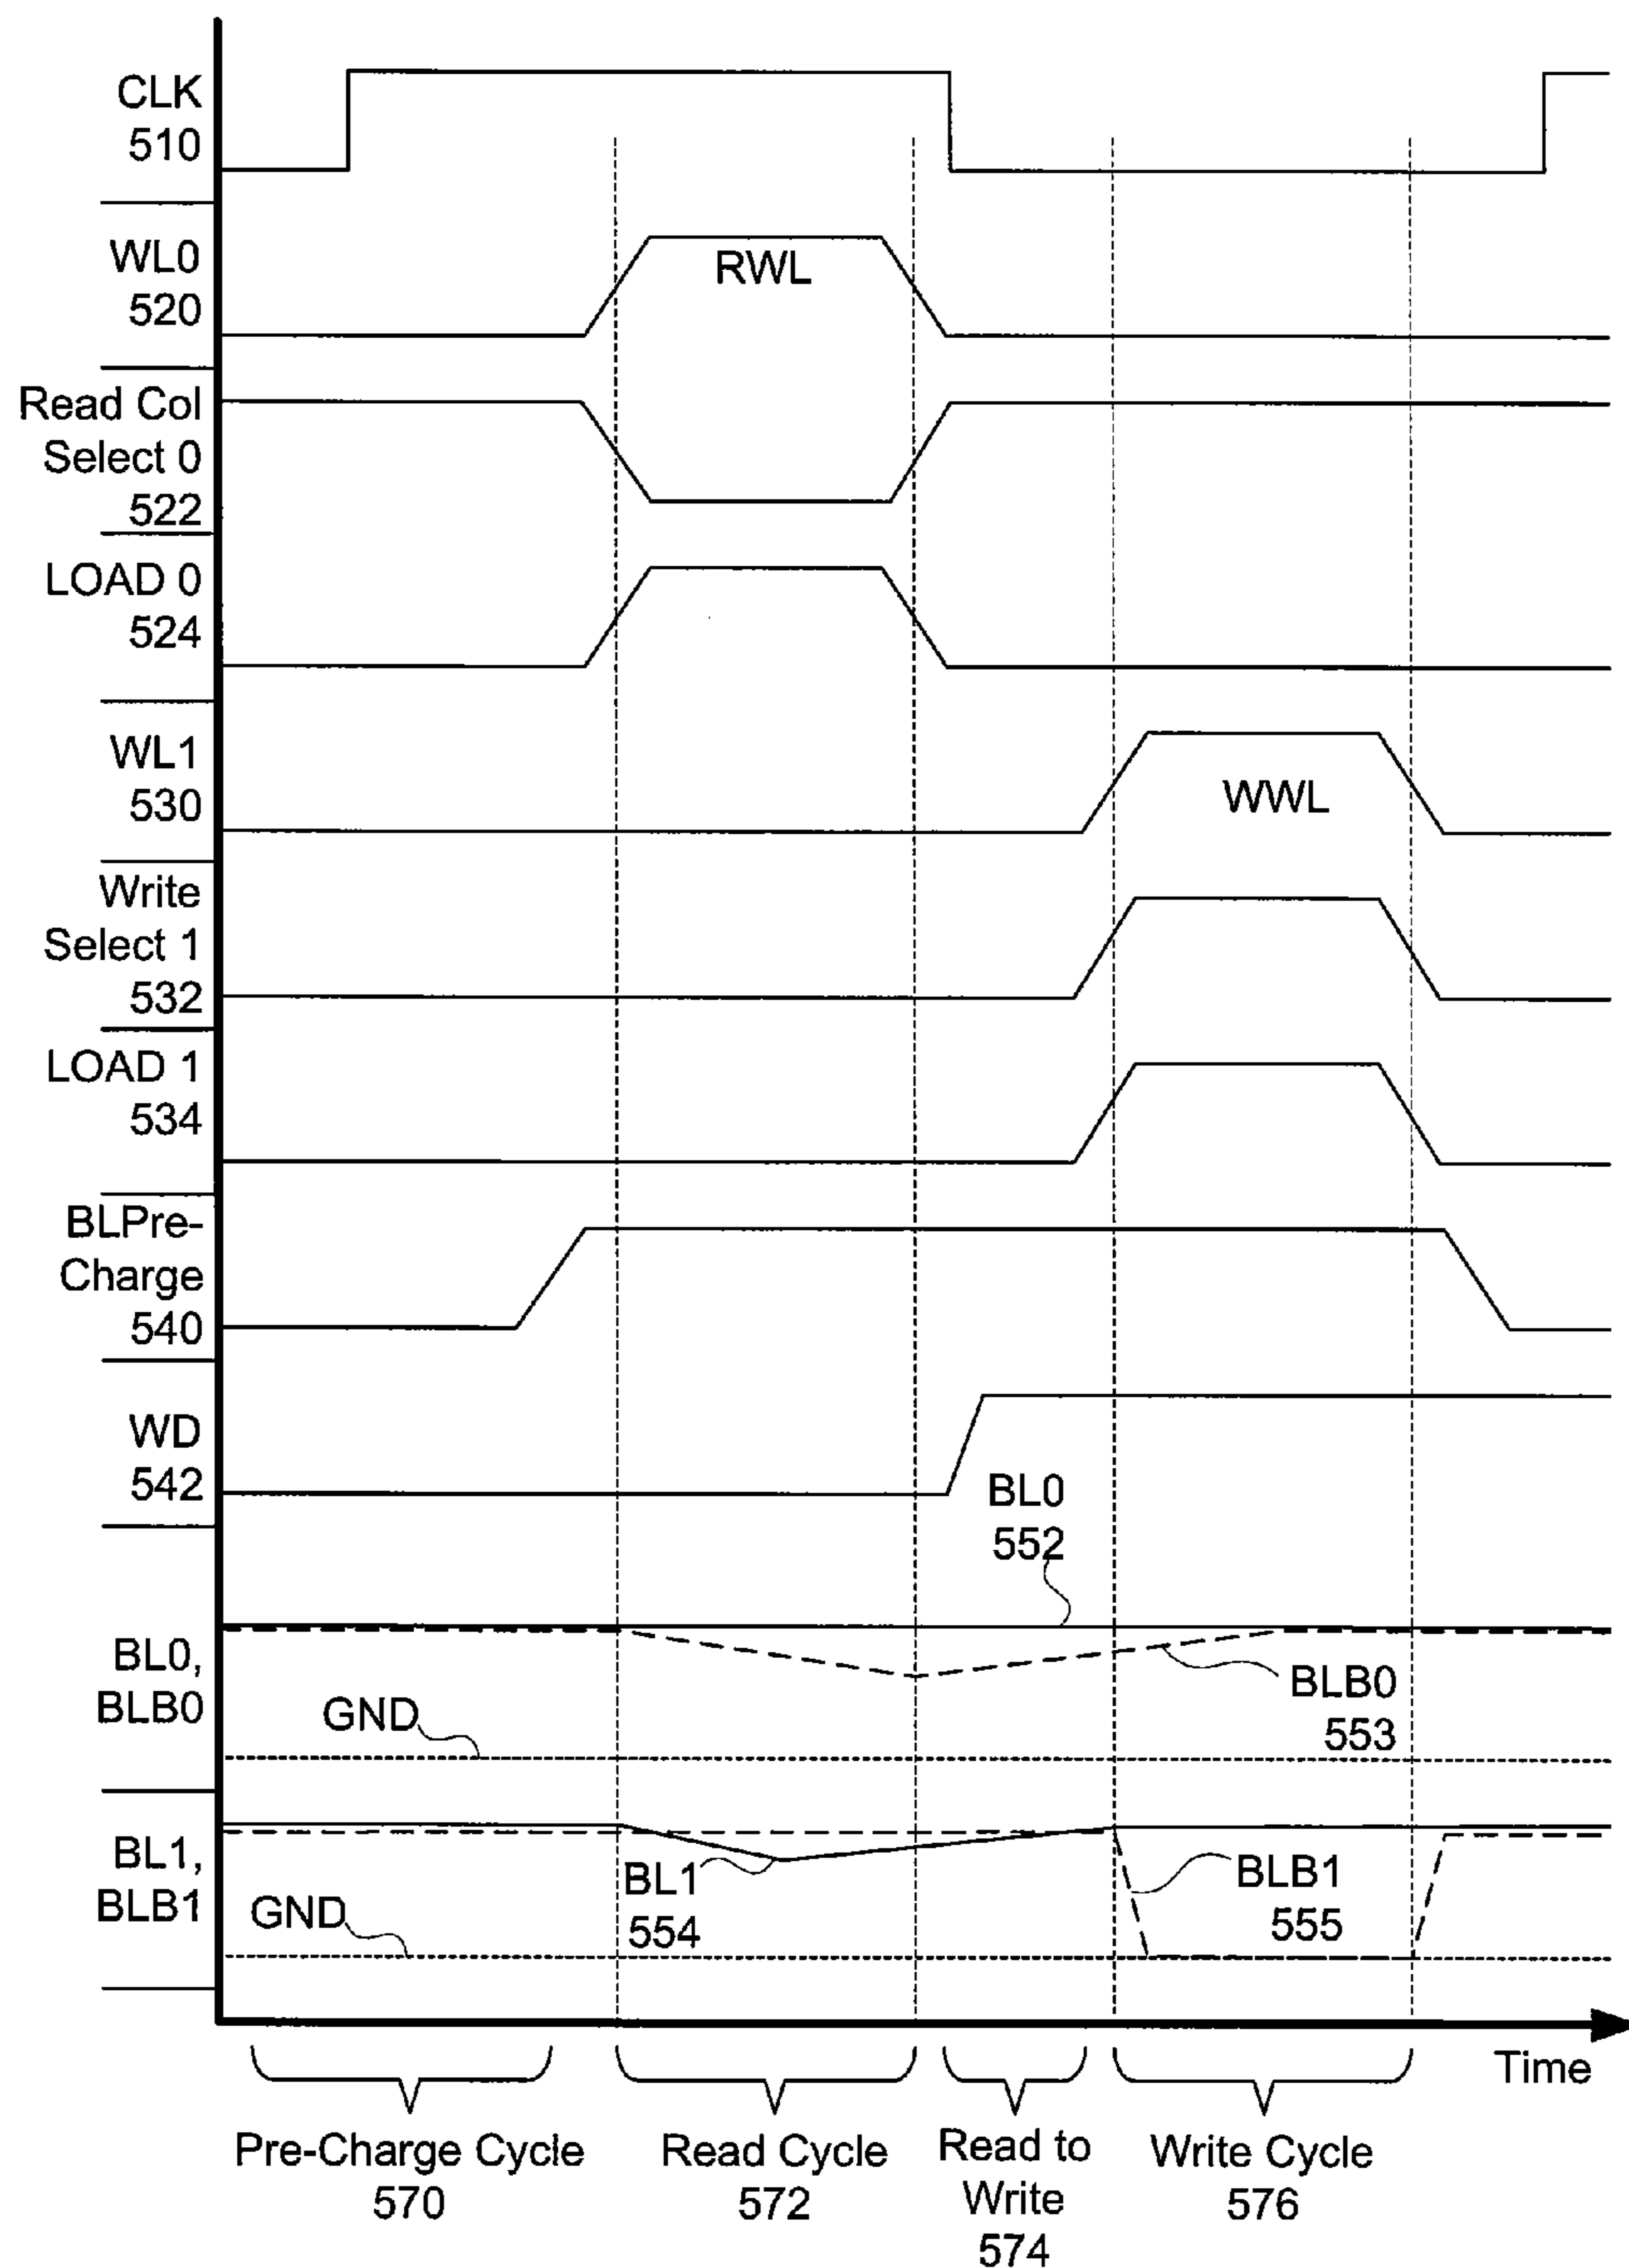 CLK
510
WL0
520
RWL
Read Col
Select 0
522
LOAD 0
524
WL1
530
WWL
Write
Select 1
532
LOAD 1
534
BLPre-
Charge
540
WD
542
BL0
552
BL0,
BLB0
GND
BLB0
553
BL1,
BLB1
GND
BL1
554
BLB1
555
Time
Pre-Charge Cycle
570
Read Cycle
572
Read to
Write
574
Write Cycle
576